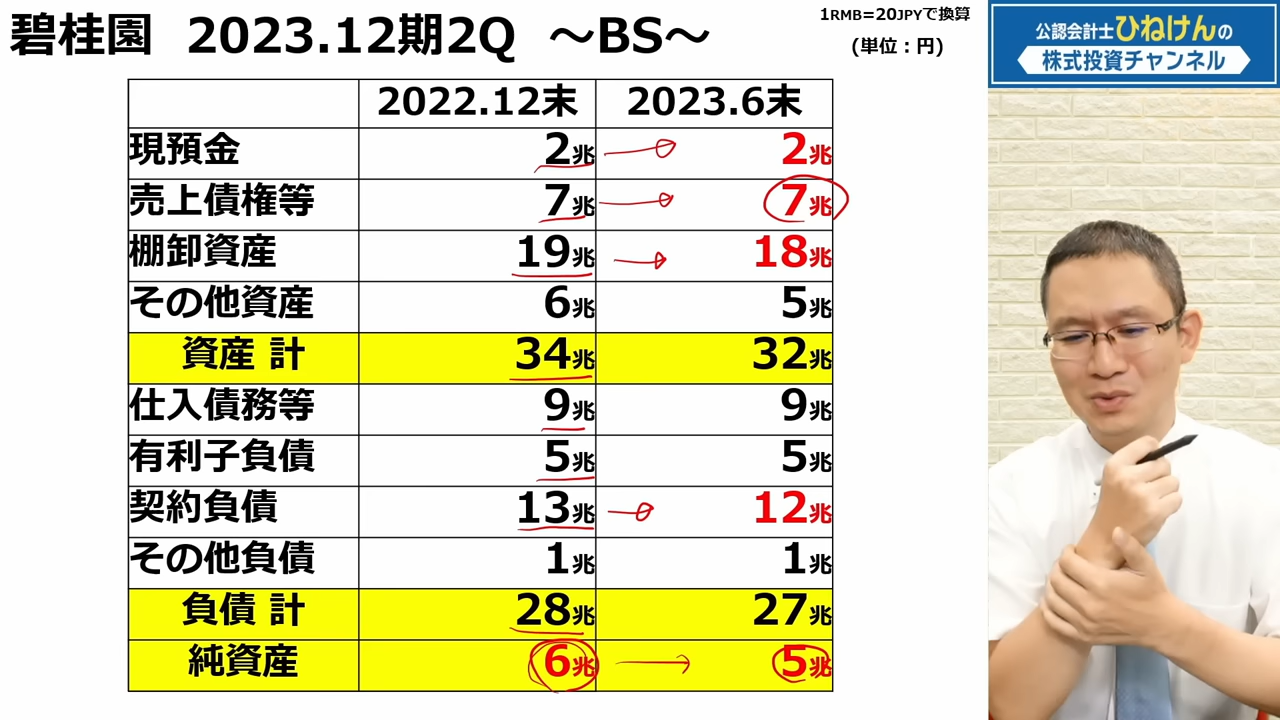 碧桂園 2023.12期2Q ～BS～
1RMB=20JPYで換算
(単位：円)
公認会計士ひねけんの
株式投資チャンネル
2022.12末 2023.6末
現預金 2兆 2兆
売上債権等 7兆 7兆
棚卸資産 19兆 18兆
その他資産 6兆 5兆
資産 計 34兆 32兆
仕入債務等 9兆 9兆
有利子負債 5兆 5兆
契約負債 13兆 12兆
その他負債 1兆 1兆
負債 計 28兆 27兆
純資産 6兆 5兆